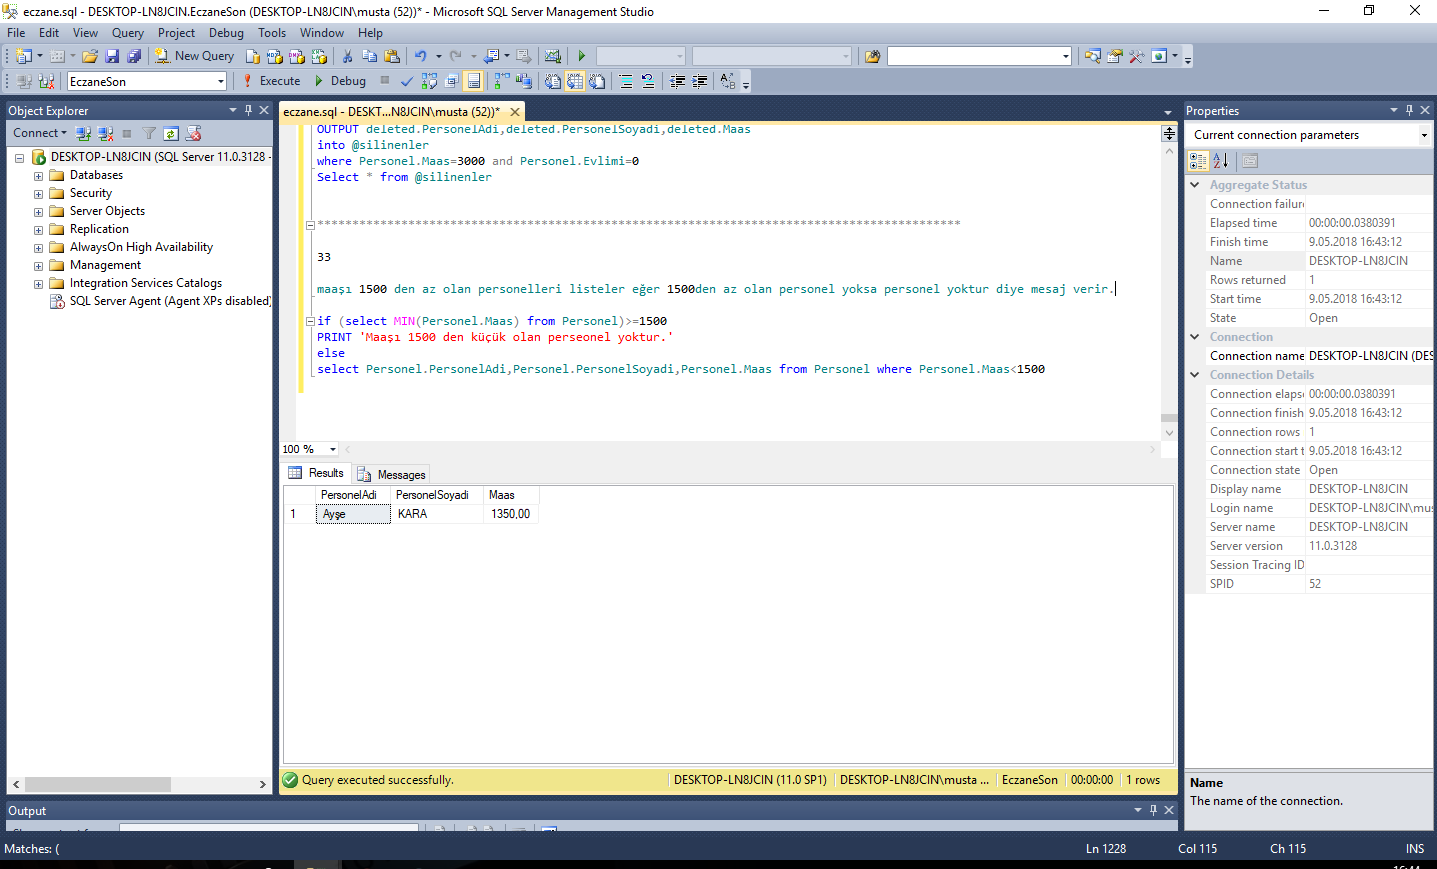 eczane.sql - DESKTOP-LN8JCIN.EczaneSon (DESKTOP-LN8JCIN\musta (52))* - Microsoft SQL Server Management Studio
File Edit View Query Project Debug Tools Window Help
New Query
EczaneSon Execute Debug
Object Explorer
Connect
DESKTOP-LN8JCIN (SQL Server 11.0.3128 -
Databases
Security
Server Objects
Replication
AlwaysOn High Availability
Management
Integration Services Catalogs
SQL Server Agent (Agent XPs disabled)
eczane.sql - DESKT...N8JCIN\musta (52))*
OUTPUT deleted.PersonelAdi,deleted.PersonelSoyadi,deleted.Maas
into @silinenler
where Personel.Maas=3000 and Personel.Evlimi=0
Select * from @silinenler
********************************************************************************************
33
maaşı 1500 den az olan personelleri listeler eğer 1500den az olan personel yoksa personel yoktur diye mesaj verir.
if (select MIN(Personel.Maas) from Personel)>=1500
PRINT 'Maaşı 1500 den küçük olan perseonel yoktur.'
else
select Personel.PersonelAdi,Personel.PersonelSoyadi,Personel.Maas from Personel where Personel.Maas<1500
100 %
Results Messages
PersonelAdi PersonelSoyadi Maas
1 Ayşe KARA 1350,00
Query executed successfully. DESKTOP-LN8JCIN (11.0 SP1) DESKTOP-LN8JCIN\musta ... EczaneSon 00:00:00 1 rows
Properties
Current connection parameters
Aggregate Status
Connection failur
Elapsed time 00:00:00.0380391
Finish time 9.05.2018 16:43:12
Name DESKTOP-LN8JCIN
Rows returned 1
Start time 9.05.2018 16:43:12
State Open
Connection
Connection name DESKTOP-LN8JCIN (DES
Connection Details
Connection elaps 00:00:00.0380391
Connection finish 9.05.2018 16:43:12
Connection rows 1
Connection start t 9.05.2018 16:43:12
Connection state Open
Display name DESKTOP-LN8JCIN
Login name DESKTOP-LN8JCIN\mus
Server name DESKTOP-LN8JCIN
Server version 11.0.3128
Session Tracing ID
SPID 52
Name
The name of the connection.
Output
Matches: ( Ln 1228 Col 115 Ch 115 INS